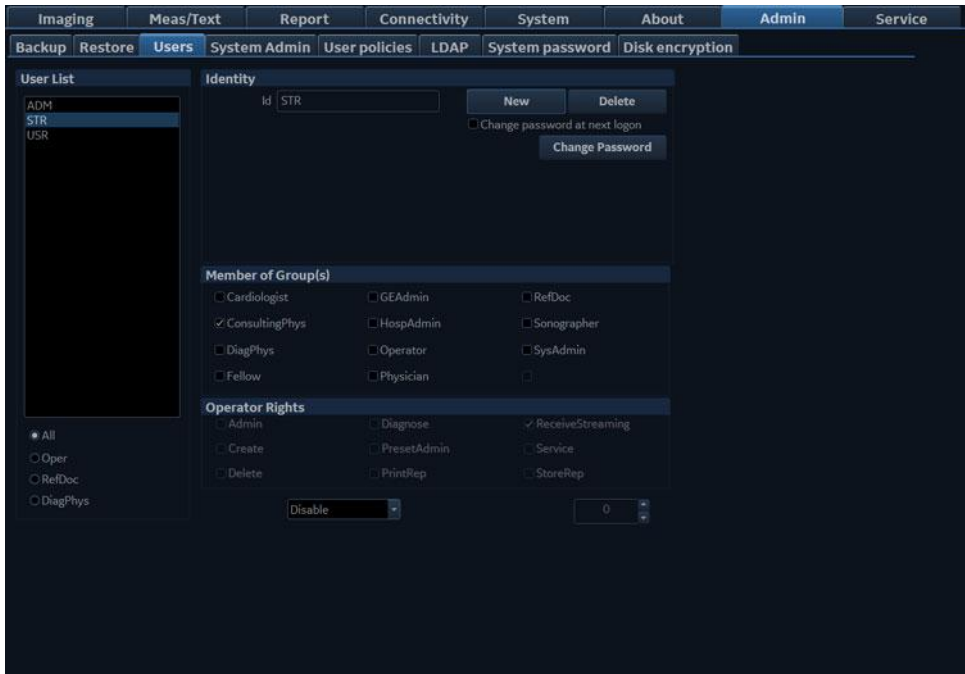 Imaging Meas/Text Report Connectivity System About Admin Service
Backup Restore Users System Admin User policies LDAP System password Disk encryption
User List
ADM
STR
USR
All
Oper
RefDoc
DiagPhys
Identity
Id STR New Delete
Change password at next logon
Change Password
Member of Group(s)
Cardiologist GEAdmin RefDoc
ConsultingPhys HospAdmin Sonographer
DiagPhys Operator SysAdmin
Fellow Physician
Operator Rights
Admin Diagnose ReceiveStreaming
Create PresetAdmin Service
Delete PrintRep StoreRep
Disable 0